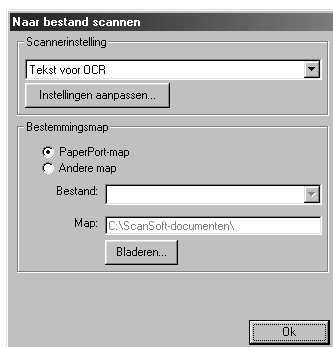 Naar bestand scannen
Scannerinstelling
Tekst voor OCR
Instellingen aanpassen...
Bestemmingsmap
PaperPort-map
Andere map
Bestand:
Map: C:\ScanSoft-documenten\
Bladeren...
Ok